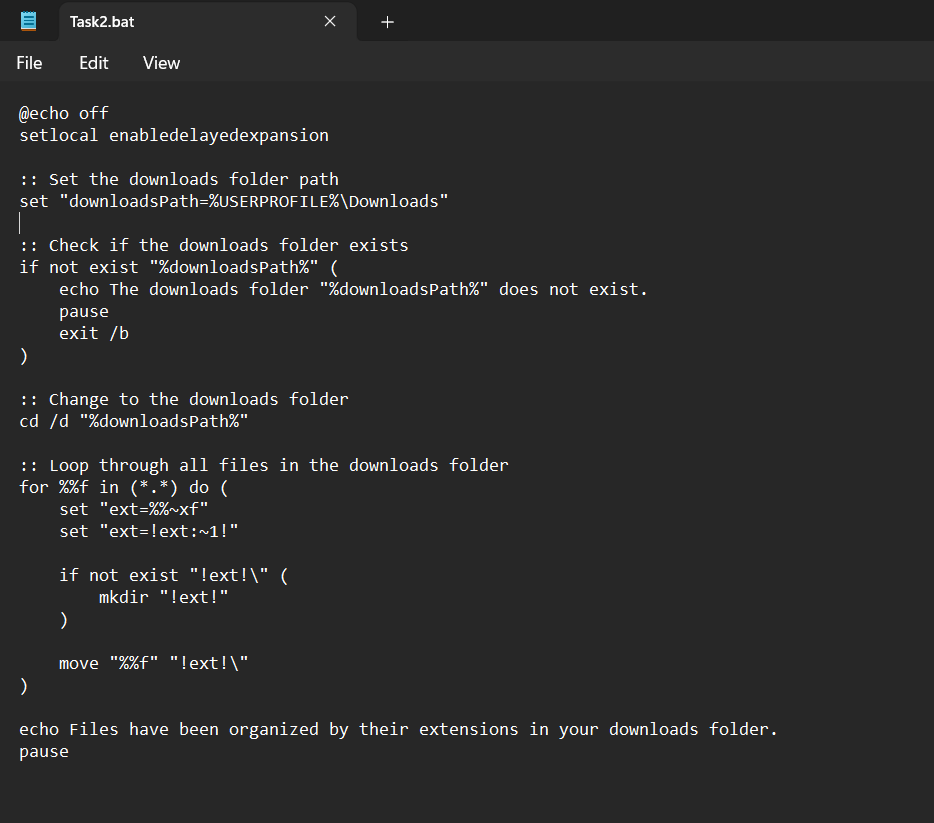 Task2.bat
File Edit View
@echo off
setlocal enabledelayedexpansion
:: Set the downloads folder path
set "downloadsPath=%USERPROFILE%\Downloads"
:: Check if the downloads folder exists
if not exist "%downloadsPath%" (
    echo The downloads folder "%downloadsPath%" does not exist.
    pause
    exit /b
)
:: Change to the downloads folder
cd /d "%downloadsPath%"
:: Loop through all files in the downloads folder
for %%f in (*.*) do (
    set "ext=%%~xf"
    set "ext=!ext:~1!"
    if not exist "!ext!\" (
        mkdir "!ext!"
    )
    move "%%f" "!ext!\"
)
echo Files have been organized by their extensions in your downloads folder.
pause